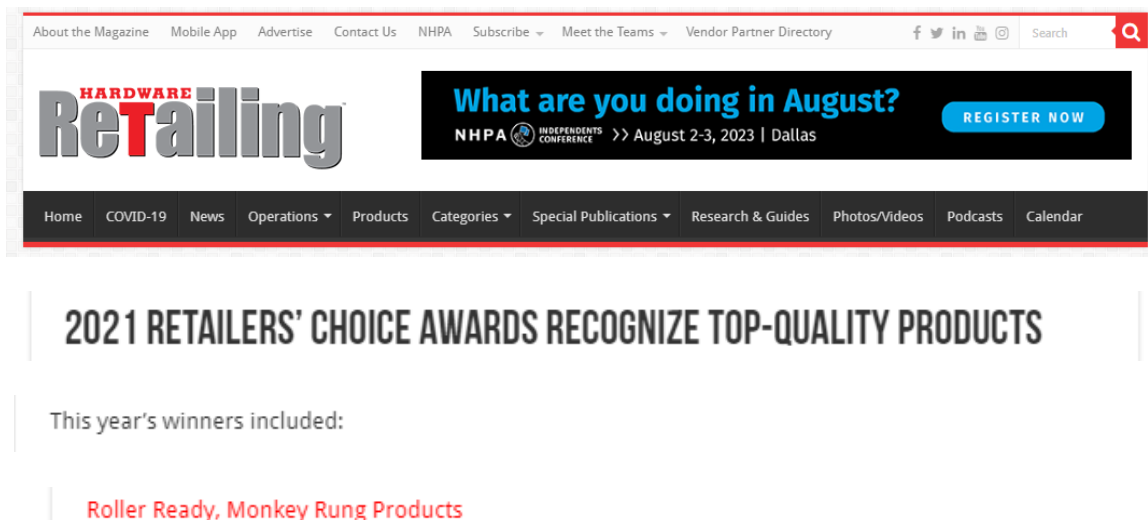 About the Magazine Mobile App Advertise Contact Us NHPA Subscribe Meet the Teams Vendor Partner Directory Search
HARDWARE
ReTailing
What are you doing in August?
NHPA INDEPENDENTS CONFERENCE >> August 2-3, 2023 | Dallas
REGISTER NOW
Home COVID-19 News Operations Products Categories Special Publications Research & Guides Photos/Videos Podcasts Calendar
2021 RETAILERS’ CHOICE AWARDS RECOGNIZE TOP-QUALITY PRODUCTS
This year’s winners included:
Roller Ready, Monkey Rung Products